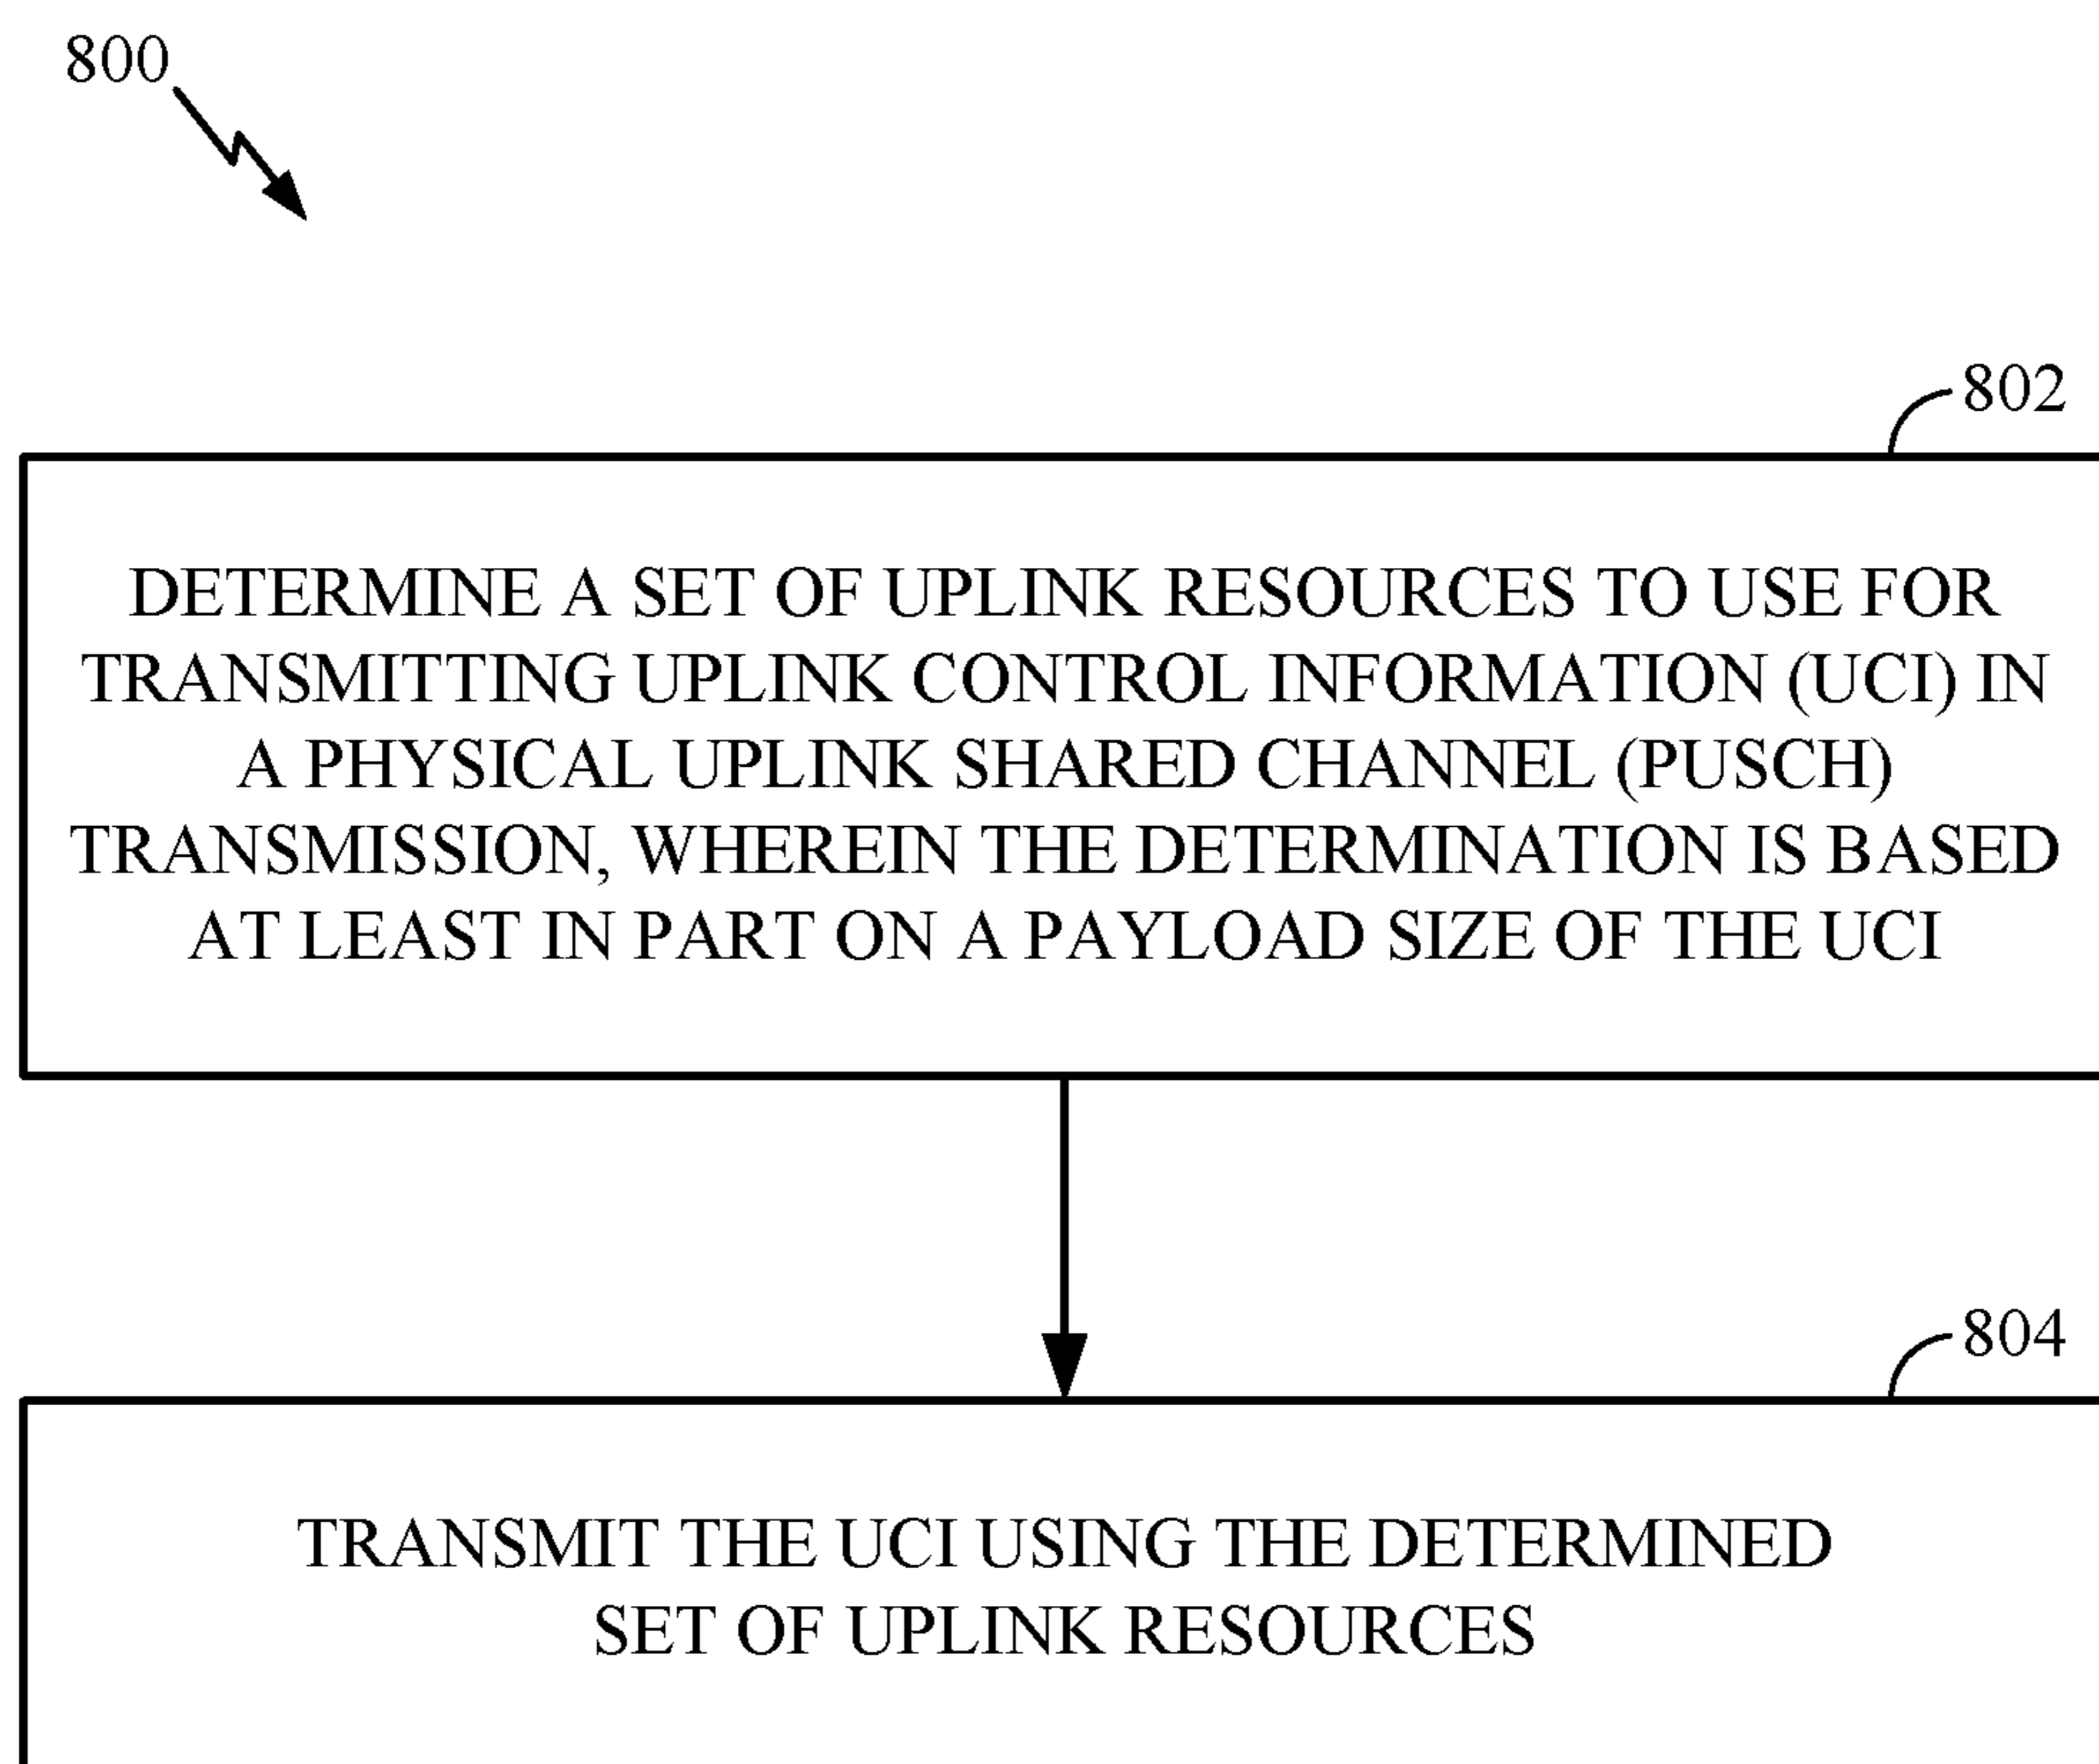 800
802
DETERMINE A SET OF UPLINK RESOURCES TO USE FOR
TRANSMITTING UPLINK CONTROL INFORMATION (UCI) IN
A PHYSICAL UPLINK SHARED CHANNEL (PUSCH)
TRANSMISSION, WHEREIN THE DETERMINATION IS BASED
AT LEAST IN PART ON A PAYLOAD SIZE OF THE UCI
804
TRANSMIT THE UCI USING THE DETERMINED
SET OF UPLINK RESOURCES